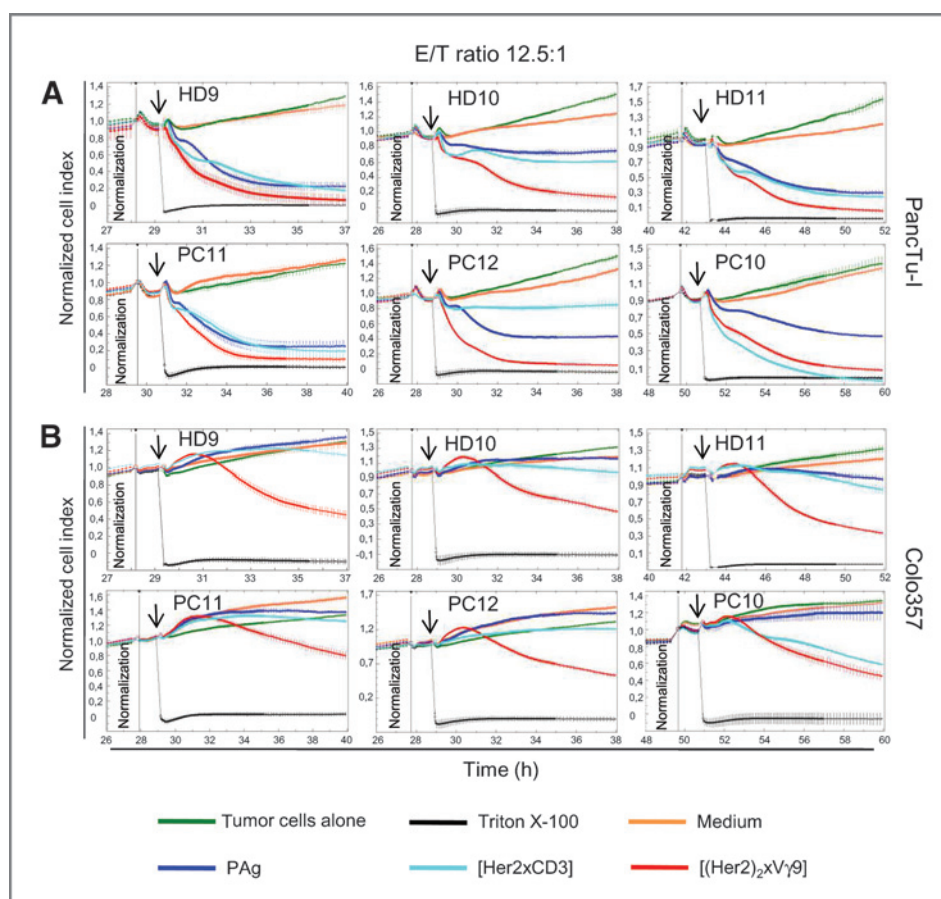 E/T ratio 12.5:1
A
HD9
HD10
HD11
Normalized cell index
Normalization
1,4
1,2
1,0
0,8
0,6
0,4
0,2
0
27 29 31 33 35 37
Normalization
1,4
1,2
1,0
0,8
0,6
0,4
0,2
0
26 28 30 32 34 36 38
Normalization
1,5
1,3
1,1
0,9
0,7
0,5
0,3
0,1
40 42 44 46 48 50 52
PancTu-I
PC11
PC12
PC10
Normalization
1,4
1,2
1,0
0,8
0,6
0,4
0,2
0
26 28 30 32 34 36 38 40
Normalization
1,4
1,2
1,0
0,8
0,6
0,4
0,2
0
26 28 30 32 34 36 38
Normalization
1,5
1,3
1,1
0,9
0,7
0,5
0,3
0,1
48 50 52 54 56 58 60
B
HD9
HD10
HD11
Normalized cell index
Normalization
1,4
1,2
1,0
0,8
0,6
0,4
0,2
0
27 29 31 33 35 37
Normalization
1,5
1,3
1,1
0,9
0,7
0,5
0,3
0,1
-0,1
26 28 30 32 34 36 38
Normalization
1,5
1,3
1,1
0,9
0,7
0,5
0,3
0,1
40 42 44 46 48 50 52
Colo357
PC11
PC12
PC10
Normalization
1,6
1,4
1,2
1,0
0,8
0,6
0,4
0,2
0
26 28 30 32 34 36 38 40
Normalization
1,7
1,2
0,7
0,2
26 28 30 32 34 36 38
Normalization
1,4
1,2
1,0
0,8
0,6
0,4
0,2
0
48 50 52 54 56 58 60
Time (h)
Tumor cells alone
Triton X-100
Medium
PAg
[Her2xCD3]
[(Her2)₂xVγ9]